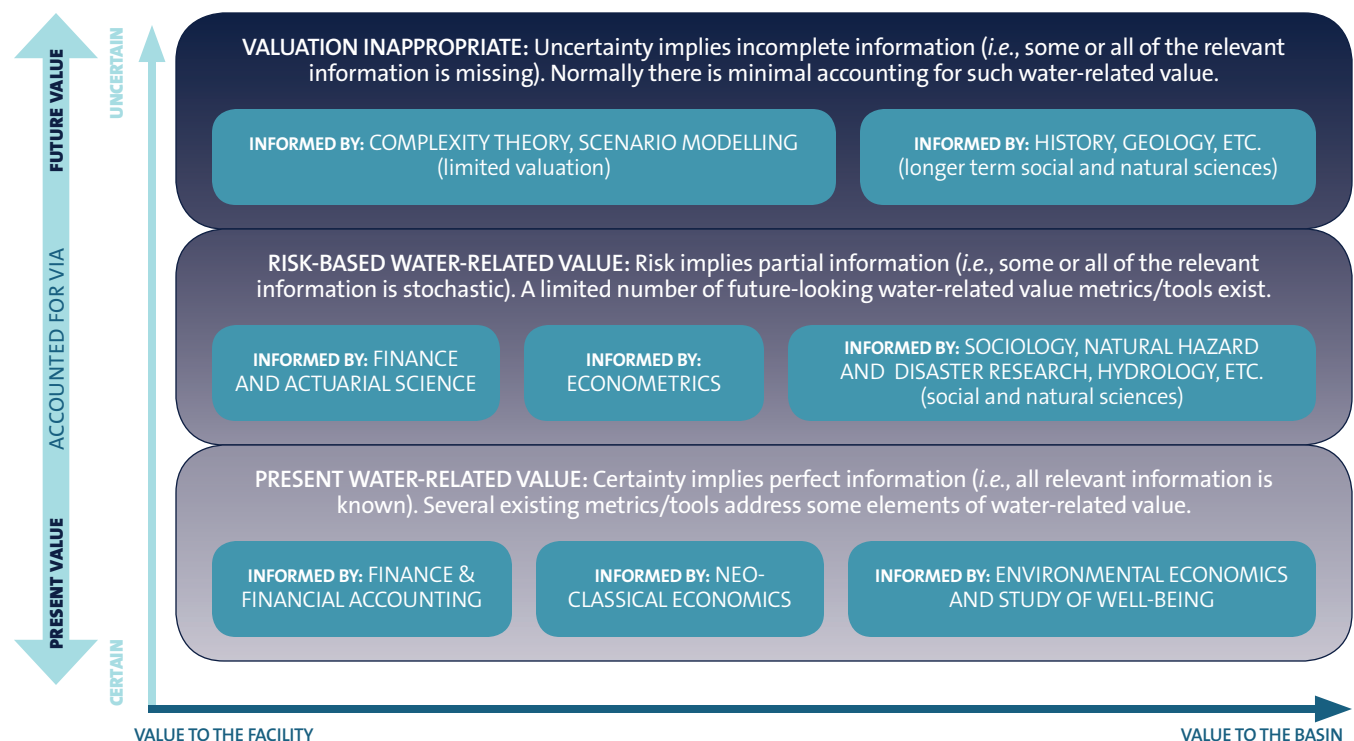 FUTURE VALUE
ACCOUNTED FOR VIA
PRESENT VALUE
UNCERTAIN
CERTAIN
VALUATION INAPPROPRIATE: Uncertainty implies incomplete information (i.e., some or all of the relevant
information is missing). Normally there is minimal accounting for such water-related value.
INFORMED BY: COMPLEXITY THEORY, SCENARIO MODELLING
(limited valuation)
INFORMED BY: HISTORY, GEOLOGY, ETC.
(longer term social and natural sciences)
RISK-BASED WATER-RELATED VALUE: Risk implies partial information (i.e., some or all of the relevant
information is stochastic). A limited number of future-looking water-related value metrics/tools exist.
INFORMED BY: FINANCE
AND ACTUARIAL SCIENCE
INFORMED BY:
ECONOMETRICS
INFORMED BY: SOCIOLOGY, NATURAL HAZARD
AND DISASTER RESEARCH, HYDROLOGY, ETC.
(social and natural sciences)
PRESENT WATER-RELATED VALUE: Certainty implies perfect information (i.e., all relevant information is
known). Several existing metrics/tools address some elements of water-related value.
INFORMED BY: FINANCE &
FINANCIAL ACCOUNTING
INFORMED BY: NEO-
CLASSICAL ECONOMICS
INFORMED BY: ENVIRONMENTAL ECONOMICS
AND STUDY OF WELL-BEING
VALUE TO THE FACILITY
VALUE TO THE BASIN